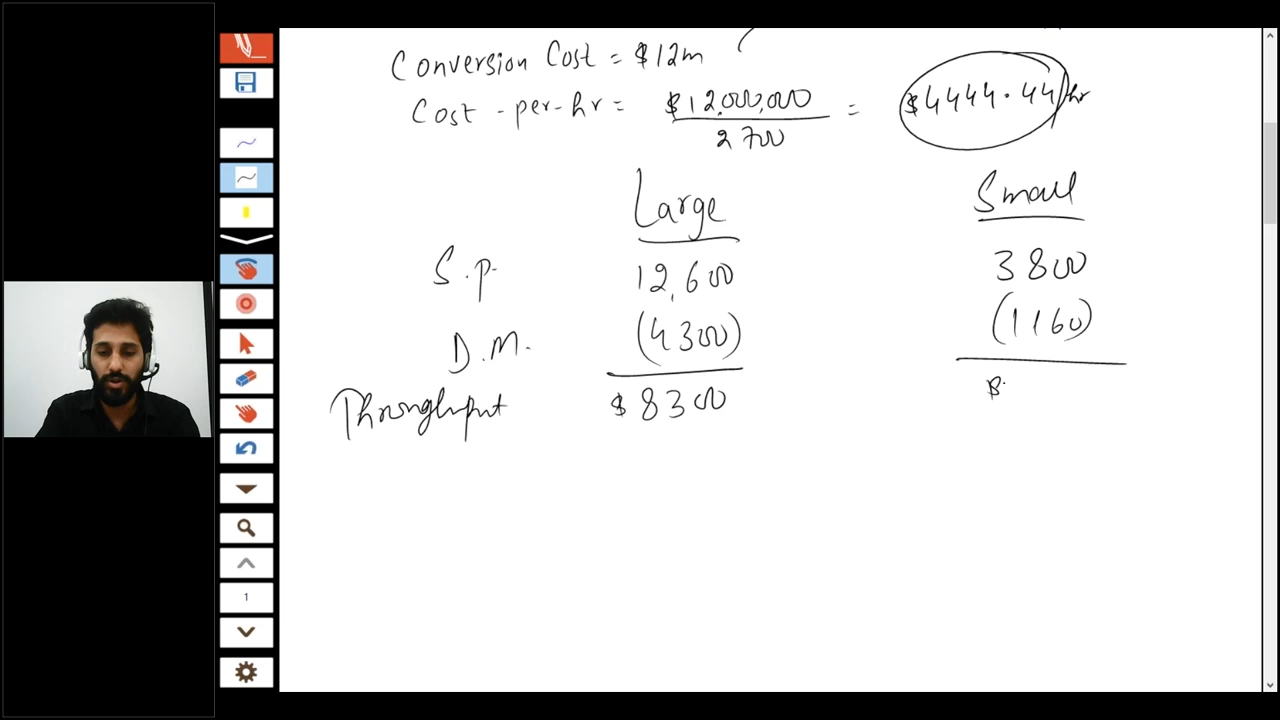 Conversion Cost = $12m
Cost-per-hr = $12,000,000 / 2700 = $4444.44/hr
Large Small
S.P. 12,600 3800
D.M. (4300) (1160)
Throughput $8300 $
1